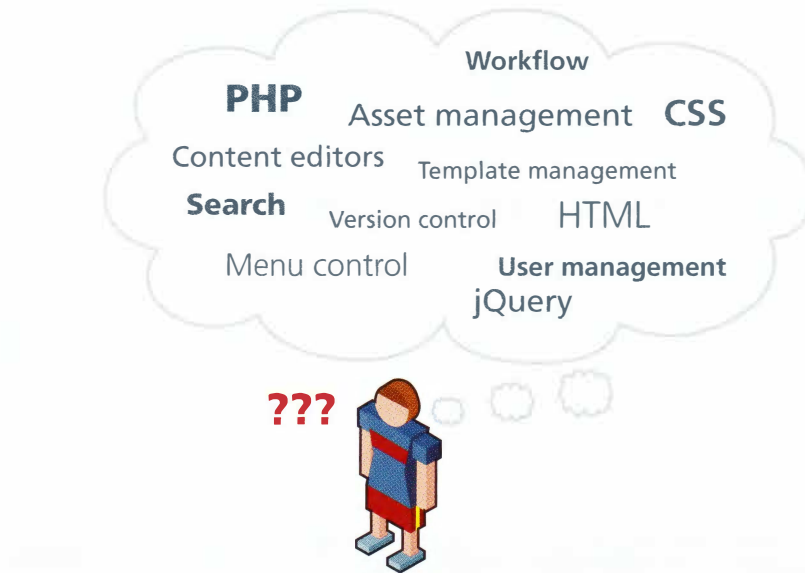 Workflow
PHP
Asset management
CSS
Content editors
Template management
Search
Version control
HTML
Menu control
User management
jQuery
???